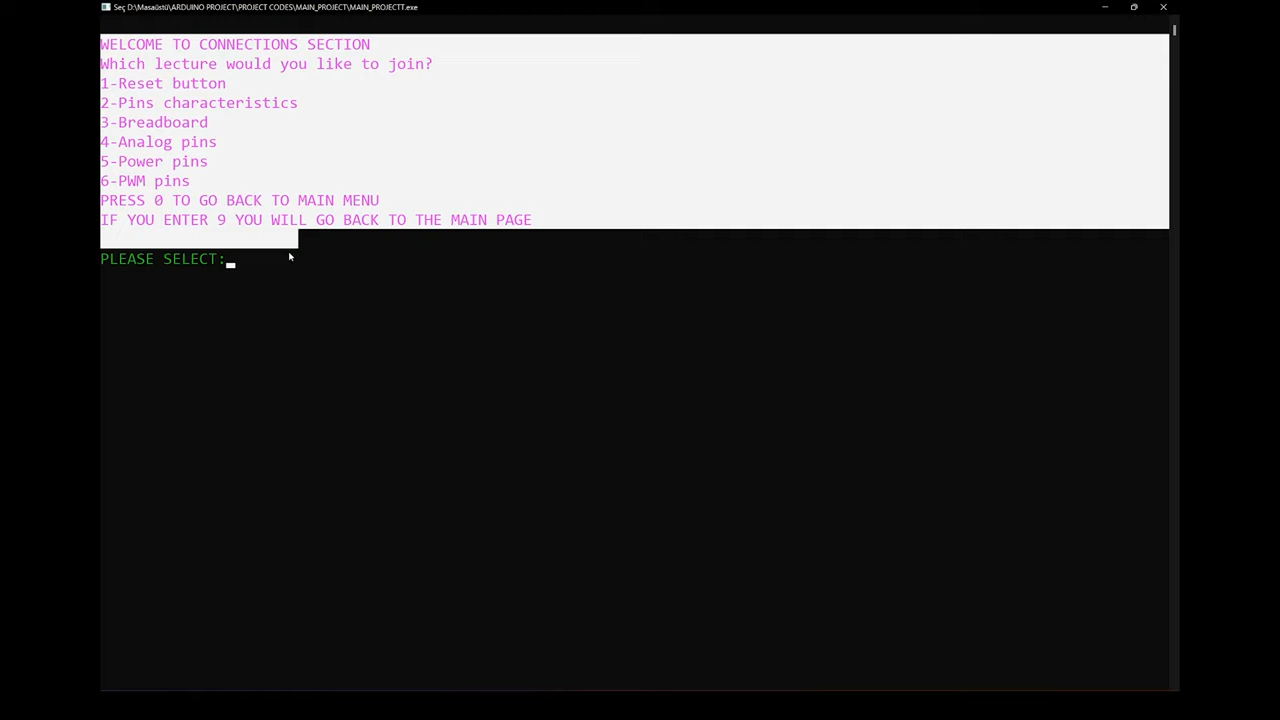 Seç D:\Masaüstü\ARDUINO PROJECT\PROJECT CODES\MAIN_PROJECT\MAIN_PROJECTT.exe
WELCOME TO CONNECTIONS SECTION
Which lecture would you like to join?
1-Reset button
2-Pins characteristics
3-Breadboard
4-Analog pins
5-Power pins
6-PWM pins
PRESS 0 TO GO BACK TO MAIN MENU
IF YOU ENTER 9 YOU WILL GO BACK TO THE MAIN PAGE
PLEASE SELECT: